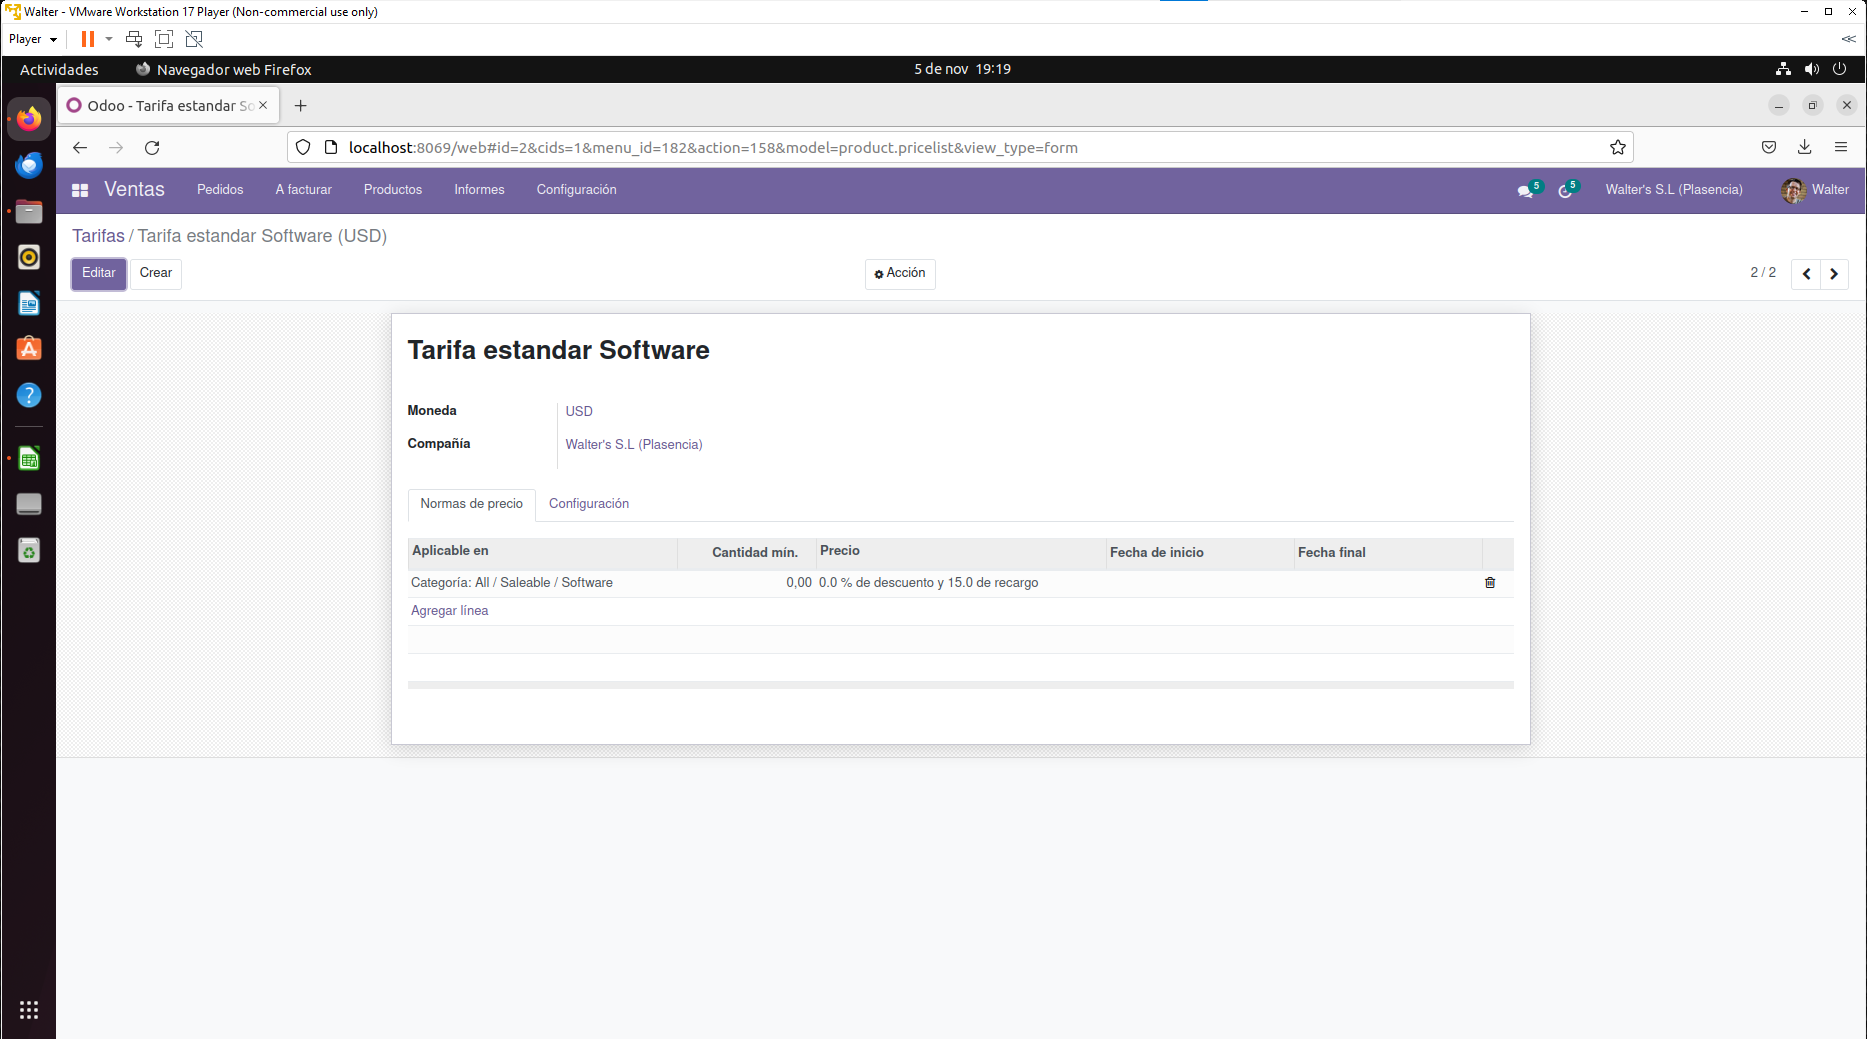 Walter - VMware Workstation 17 Player (Non-commercial use only)
Player
Actividades Navegador web Firefox 5 de nov 19:19
Odoo - Tarifa estandar So
localhost:8069/web#id=2&cids=1&menu_id=182&action=158&model=product.pricelist&view_type=form
Ventas Pedidos A facturar Productos Informes Configuración 5 5 Walter's S.L (Plasencia) Walter
Tarifas / Tarifa estandar Software (USD)
Editar Crear Acción 2 / 2
Tarifa estandar Software
Moneda USD
Compañía Walter's S.L (Plasencia)
Normas de precio Configuración
Aplicable en Cantidad mín. Precio Fecha de inicio Fecha final
Categoría: All / Saleable / Software 0,00 0.0 % de descuento y 15.0 de recargo
Agregar línea